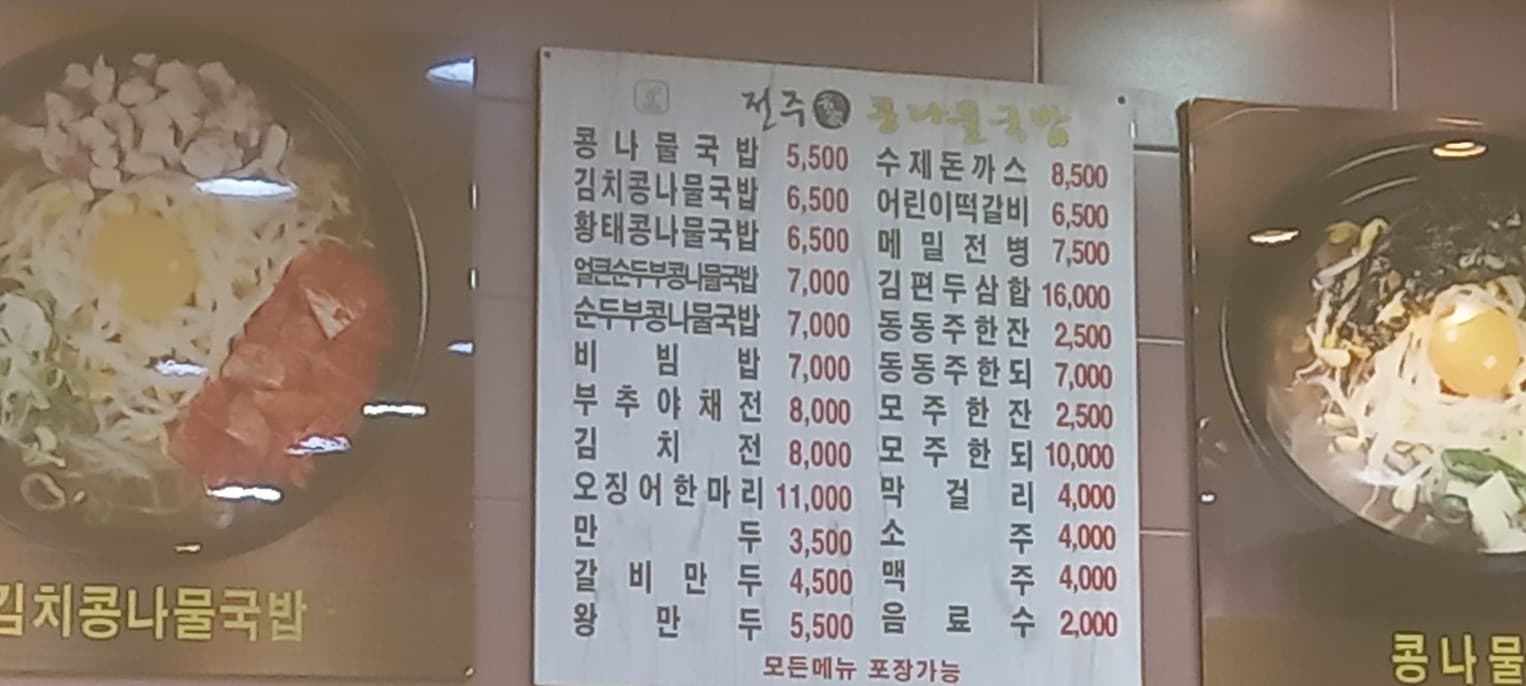 전주 콩나물국밥
콩나물국밥 5,500
김치콩나물국밥 6,500
황태콩나물국밥 6,500
얼큰순두부콩나물국밥 7,000
순두부콩나물국밥 7,000
비빔밥 7,000
부추야채전 8,000
김치전 8,000
오징어한마리 11,000
만두 3,500
갈비만두 4,500
왕만두 5,500
수제돈까스 8,500
어린이떡갈비 6,500
메밀전병 7,500
김편두삼합 16,000
동동주한잔 2,500
동동주한되 7,000
모주한잔 2,500
모주한되 10,000
막걸리 4,000
소주 4,000
맥주 4,000
음료수 2,000
모든메뉴 포장가능
김치콩나물국밥
콩나물